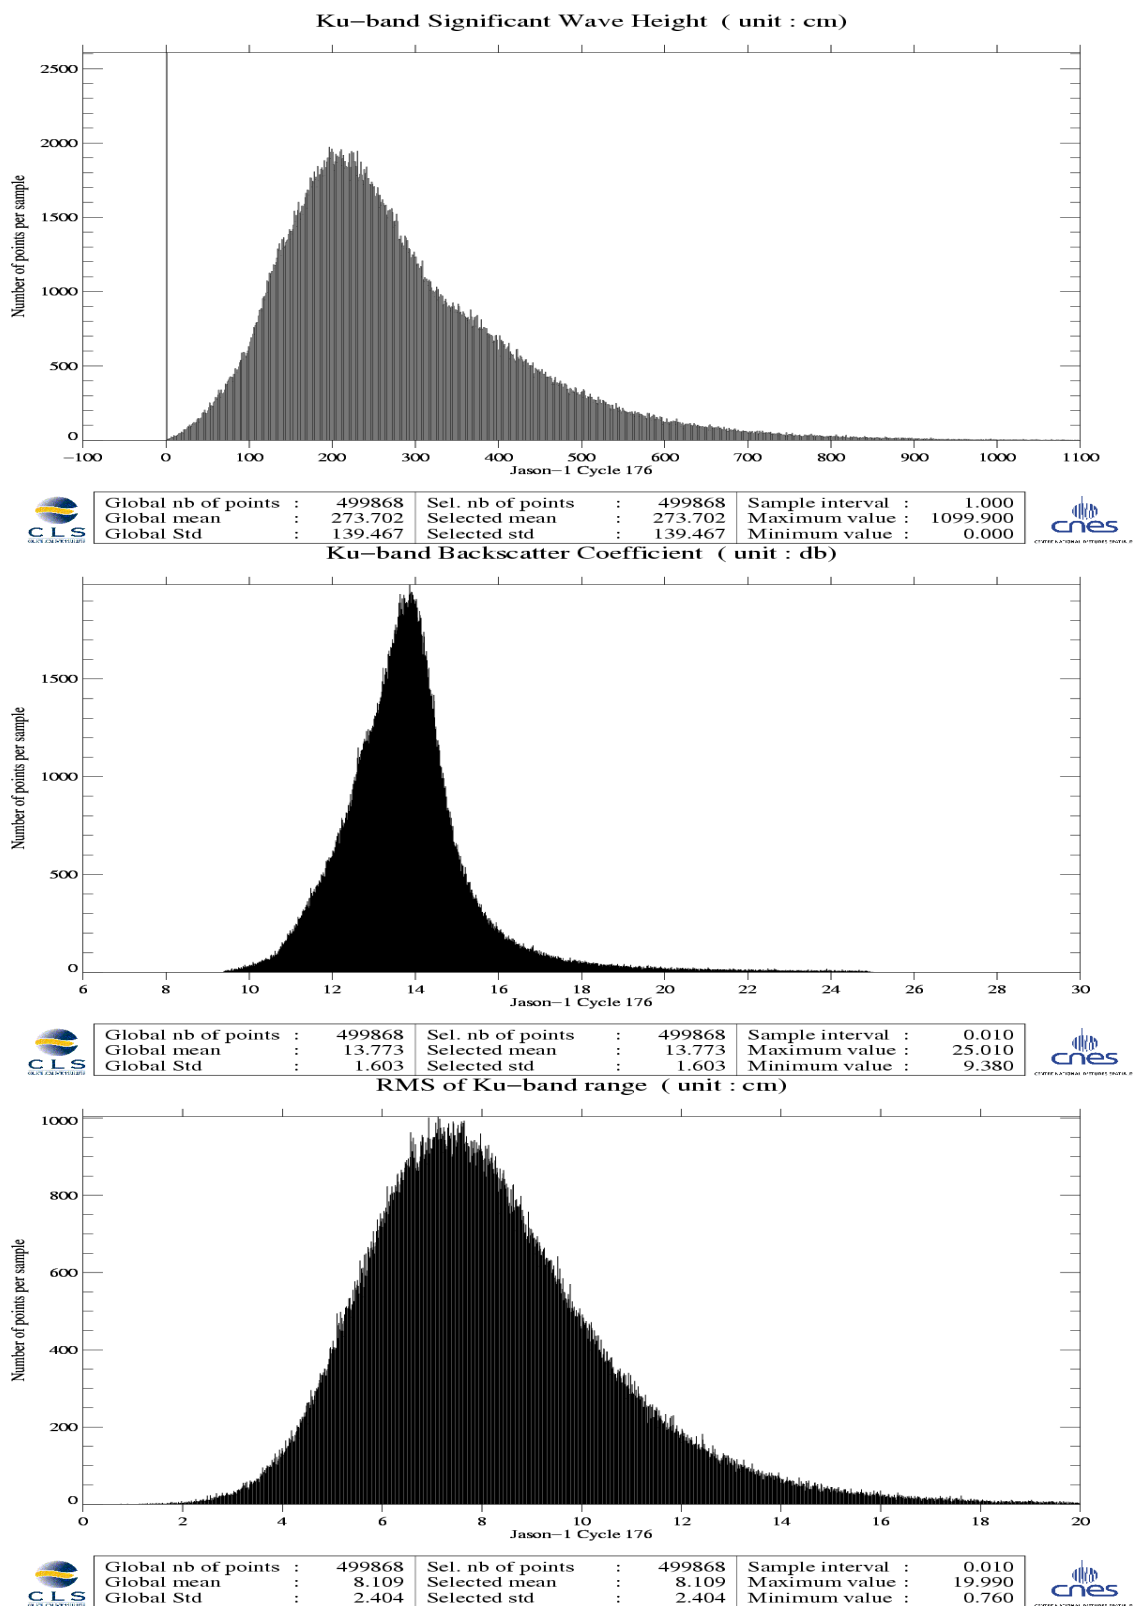 Ku-band Significant Wave Height ( unit : cm)
Number of points per sample
2500
2000
1500
1000
500
0
-100 0 100 200 300 400 500 600 700 800 900 1000 1100
Jason-1 Cycle 176
CLS
Global nb of points : 499868 Sel. nb of points : 499868 Sample interval : 1.000
Global mean : 273.702 Selected mean : 273.702 Maximum value : 1099.900
Global Std : 139.467 Selected std : 139.467 Minimum value : 0.000
cnes
Ku-band Backscatter Coefficient ( unit : db)
Number of points per sample
1500
1000
500
0
6 8 10 12 14 16 18 20 22 24 26 28 30
Jason-1 Cycle 176
CLS
Global nb of points : 499868 Sel. nb of points : 499868 Sample interval : 0.010
Global mean : 13.773 Selected mean : 13.773 Maximum value : 25.010
Global Std : 1.603 Selected std : 1.603 Minimum value : 9.380
cnes
RMS of Ku-band range ( unit : cm)
Number of points per sample
1000
800
600
400
200
0
0 2 4 6 8 10 12 14 16 18 20
Jason-1 Cycle 176
CLS
Global nb of points : 499868 Sel. nb of points : 499868 Sample interval : 0.010
Global mean : 8.109 Selected mean : 8.109 Maximum value : 19.990
Global Std : 2.404 Selected std : 2.404 Minimum value : 0.760
cnes